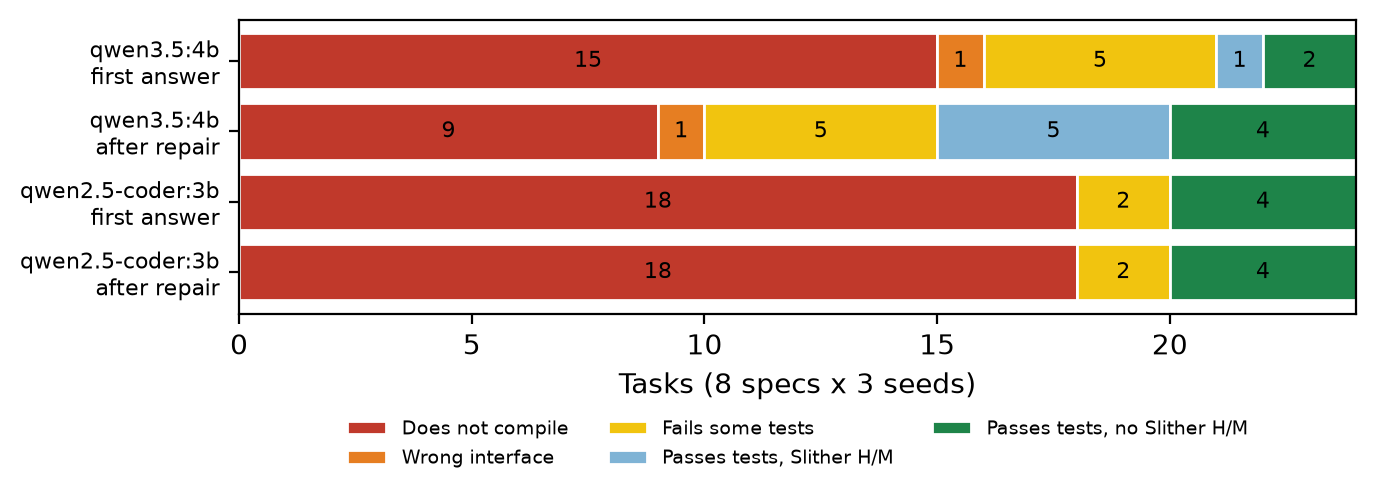 qwen3.5:4b
first answer
15
1
5
1
2
qwen3.5:4b
after repair
9
1
5
5
4
qwen2.5-coder:3b
first answer
18
2
4
qwen2.5-coder:3b
after repair
18
2
4
0
5
10
15
20
Tasks (8 specs x 3 seeds)
Does not compile
Wrong interface
Fails some tests
Passes tests, Slither H/M
Passes tests, no Slither H/M